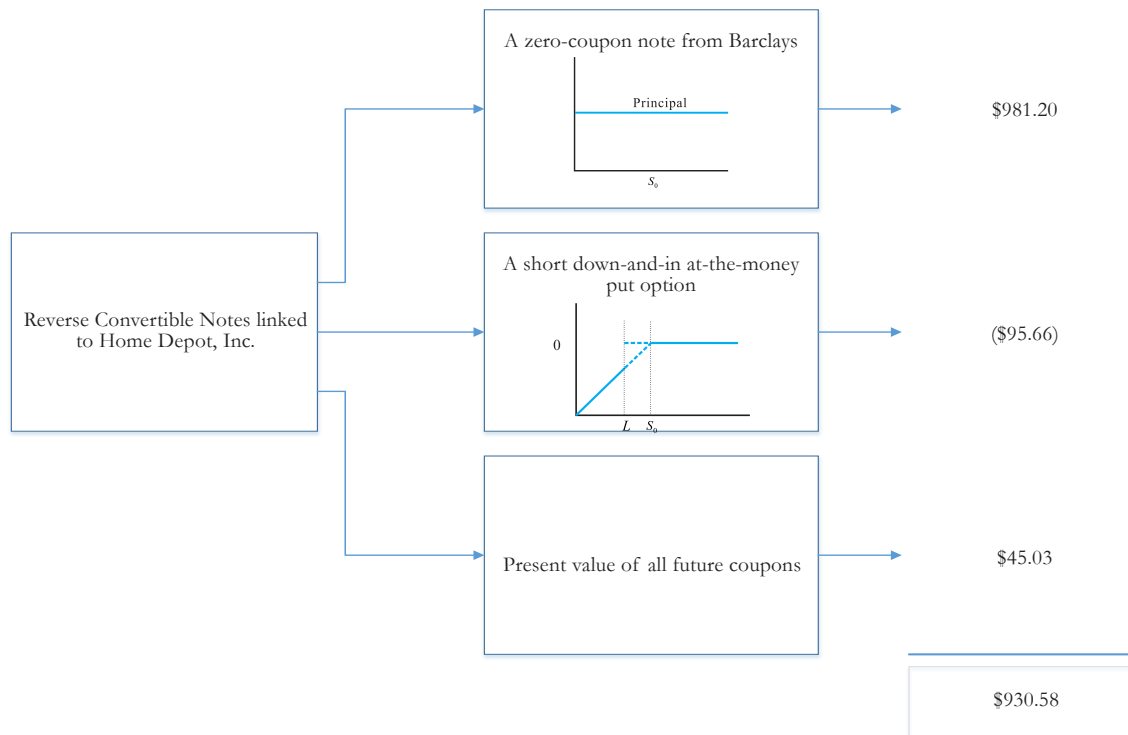 A zero-coupon note from Barclays
Principal
S₀
$981.20
Reverse Convertible Notes linked
to Home Depot, Inc.
A short down-and-in at-the-money
put option
0
L S₀
($95.66)
Present value of all future coupons
$45.03
$930.58